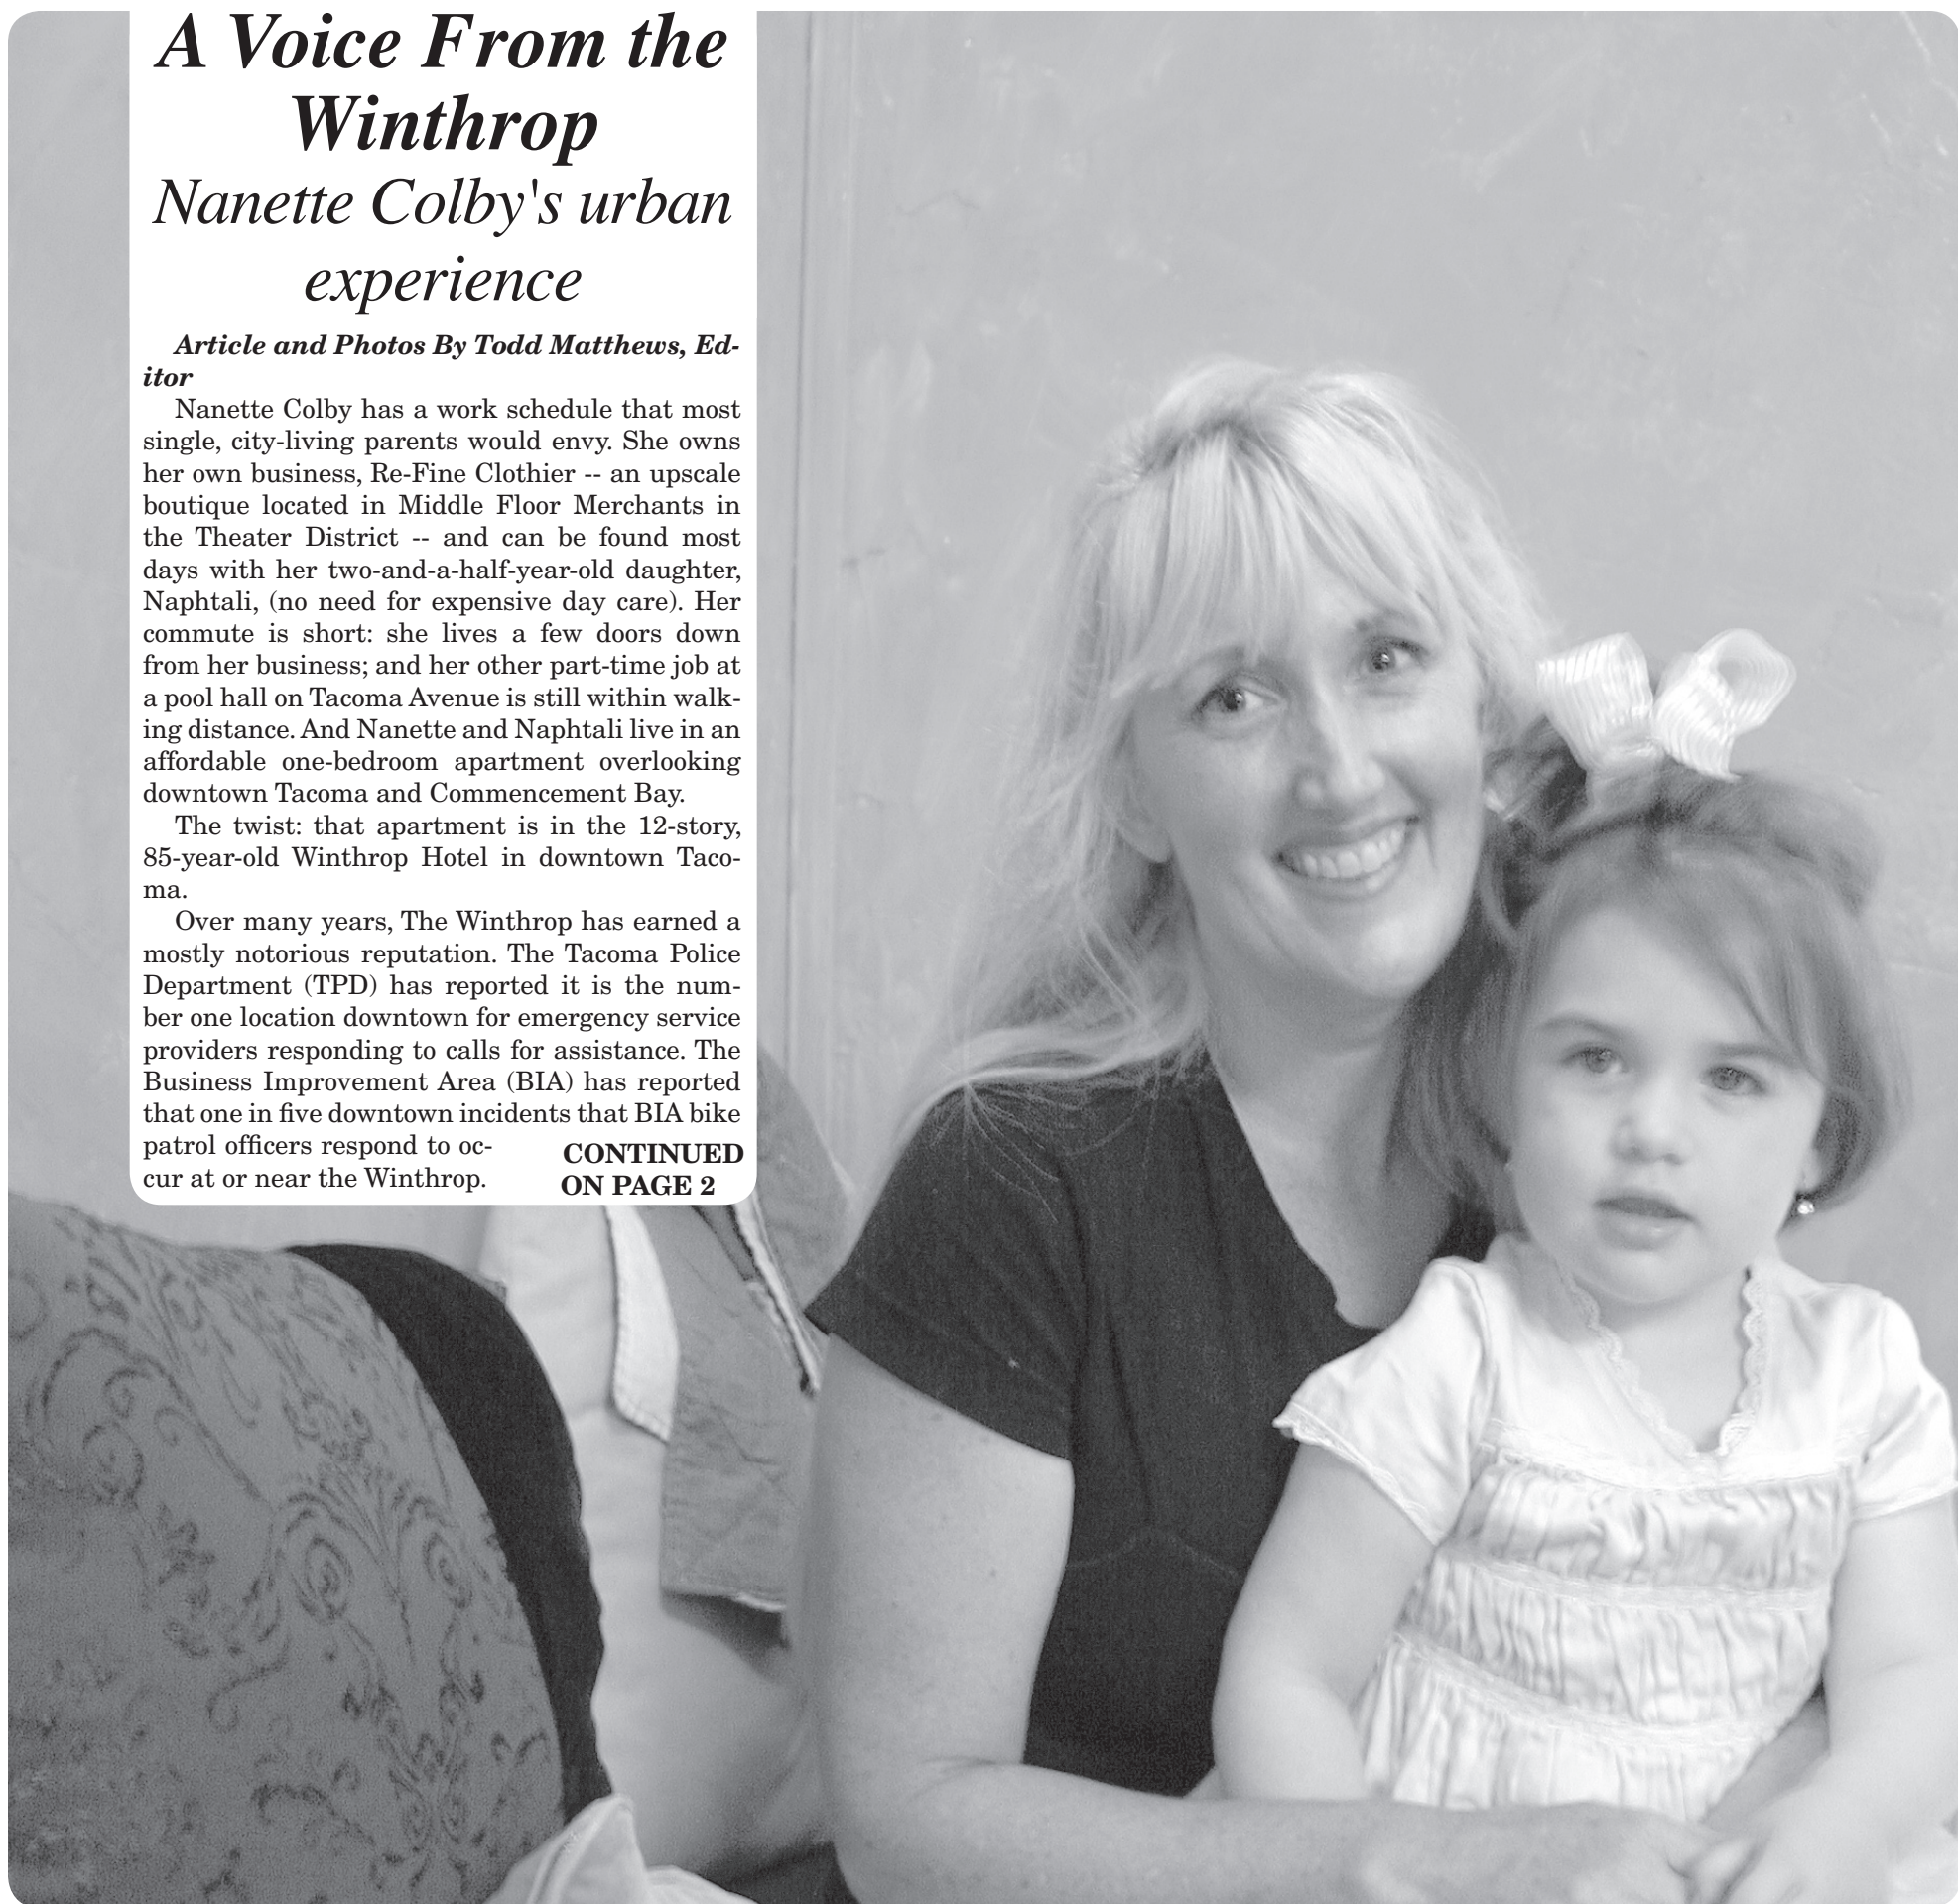 A Voice From the
Winthrop
Nanette Colby's urban
experience
Article and Photos By Todd Matthews, Ed-
itor
Nanette Colby has a work schedule that most
single, city-living parents would envy. She owns
her own business, Re-Fine Clothier -- an upscale
boutique located in Middle Floor Merchants in
the Theater District -- and can be found most
days with her two-and-a-half-year-old daughter,
Naphtali, (no need for expensive day care). Her
commute is short: she lives a few doors down
from her business; and her other part-time job at
a pool hall on Tacoma Avenue is still within walk-
ing distance. And Nanette and Naphtali live in an
affordable one-bedroom apartment overlooking
downtown Tacoma and Commencement Bay.
The twist: that apartment is in the 12-story,
85-year-old Winthrop Hotel in downtown Taco-
ma.
Over many years, The Winthrop has earned a
mostly notorious reputation. The Tacoma Police
Department (TPD) has reported it is the num-
ber one location downtown for emergency service
providers responding to calls for assistance. The
Business Improvement Area (BIA) has reported
that one in five downtown incidents that BIA bike
patrol officers respond to oc-
cur at or near the Winthrop.
CONTINUED
ON PAGE 2